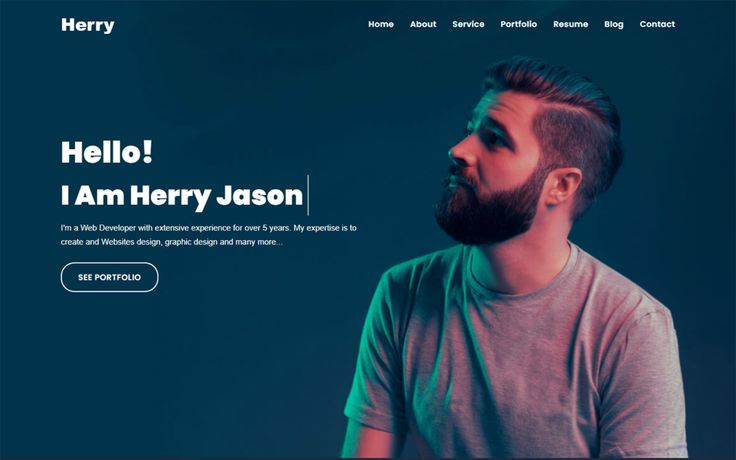 Herry
Home About Service Portfolio Resume Blog Contact
Hello!
I Am Herry Jason
I'm a Web Developer with extensive experience for over 5 years. My expertise is to
create and Websites design, graphic design and many more...
SEE PORTFOLIO